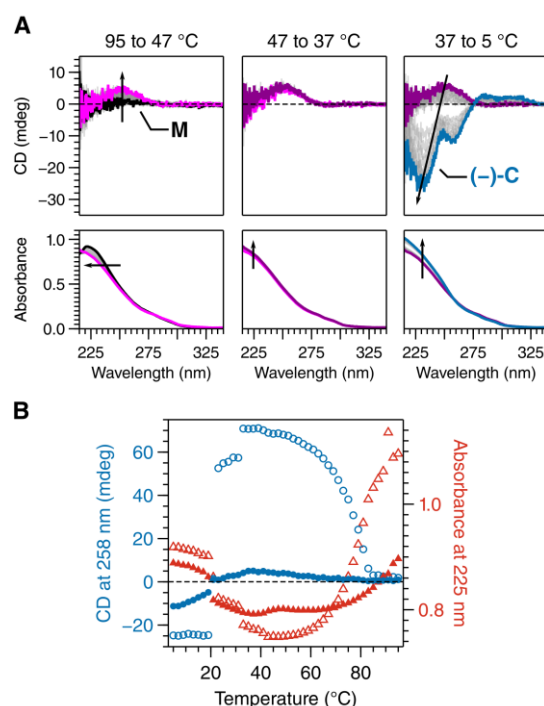 A
95 to 47 °C
47 to 37 °C
37 to 5 °C
CD (mdeg)
10
0
−10
−20
−30
M
(−)-C
Absorbance
1.0
0.5
0.0
225 275 325
225 275 325
225 275 325
Wavelength (nm)
Wavelength (nm)
Wavelength (nm)
B
CD at 258 nm (mdeg)
60
40
20
0
−20
Absorbance at 225 nm
1.0
0.8
20 40 60 80
Temperature (°C)